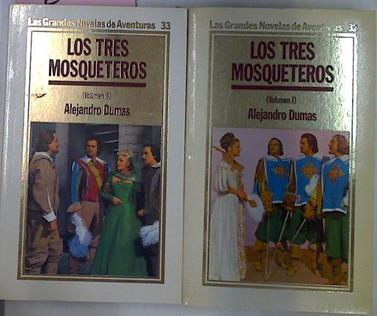 Las Grandes Novelas de Aventuras 33
LOS TRES
MOSQUETEROS
(Volumen II)
Alejandro Dumas
Las Grandes Novelas de Aventuras 32
LOS TRES
MOSQUETEROS
(Volumen I)
Alejandro Dumas